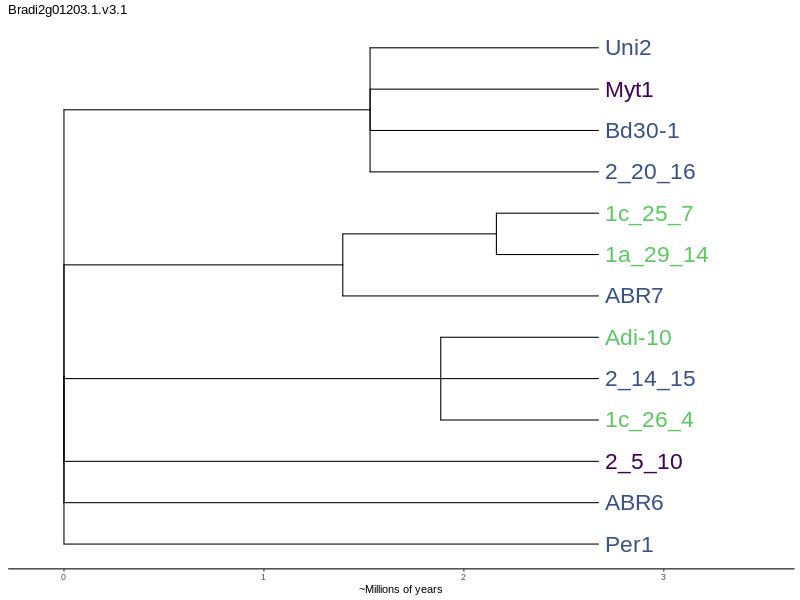 Bradi2g01203.1.v3.1
Uni2
Myt1
Bd30-1
2_20_16
1c_25_7
1a_29_14
ABR7
Adi-10
2_14_15
1c_26_4
2_5_10
ABR6
Per1
0 1 2 3
~Millions of years